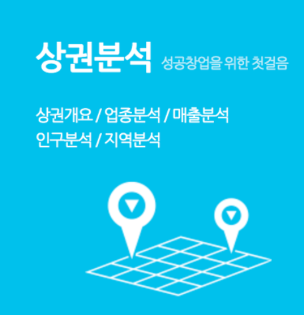 상권분석 성공창업을 위한 첫걸음
상권개요 / 업종분석 / 매출분석
인구분석 / 지역분석